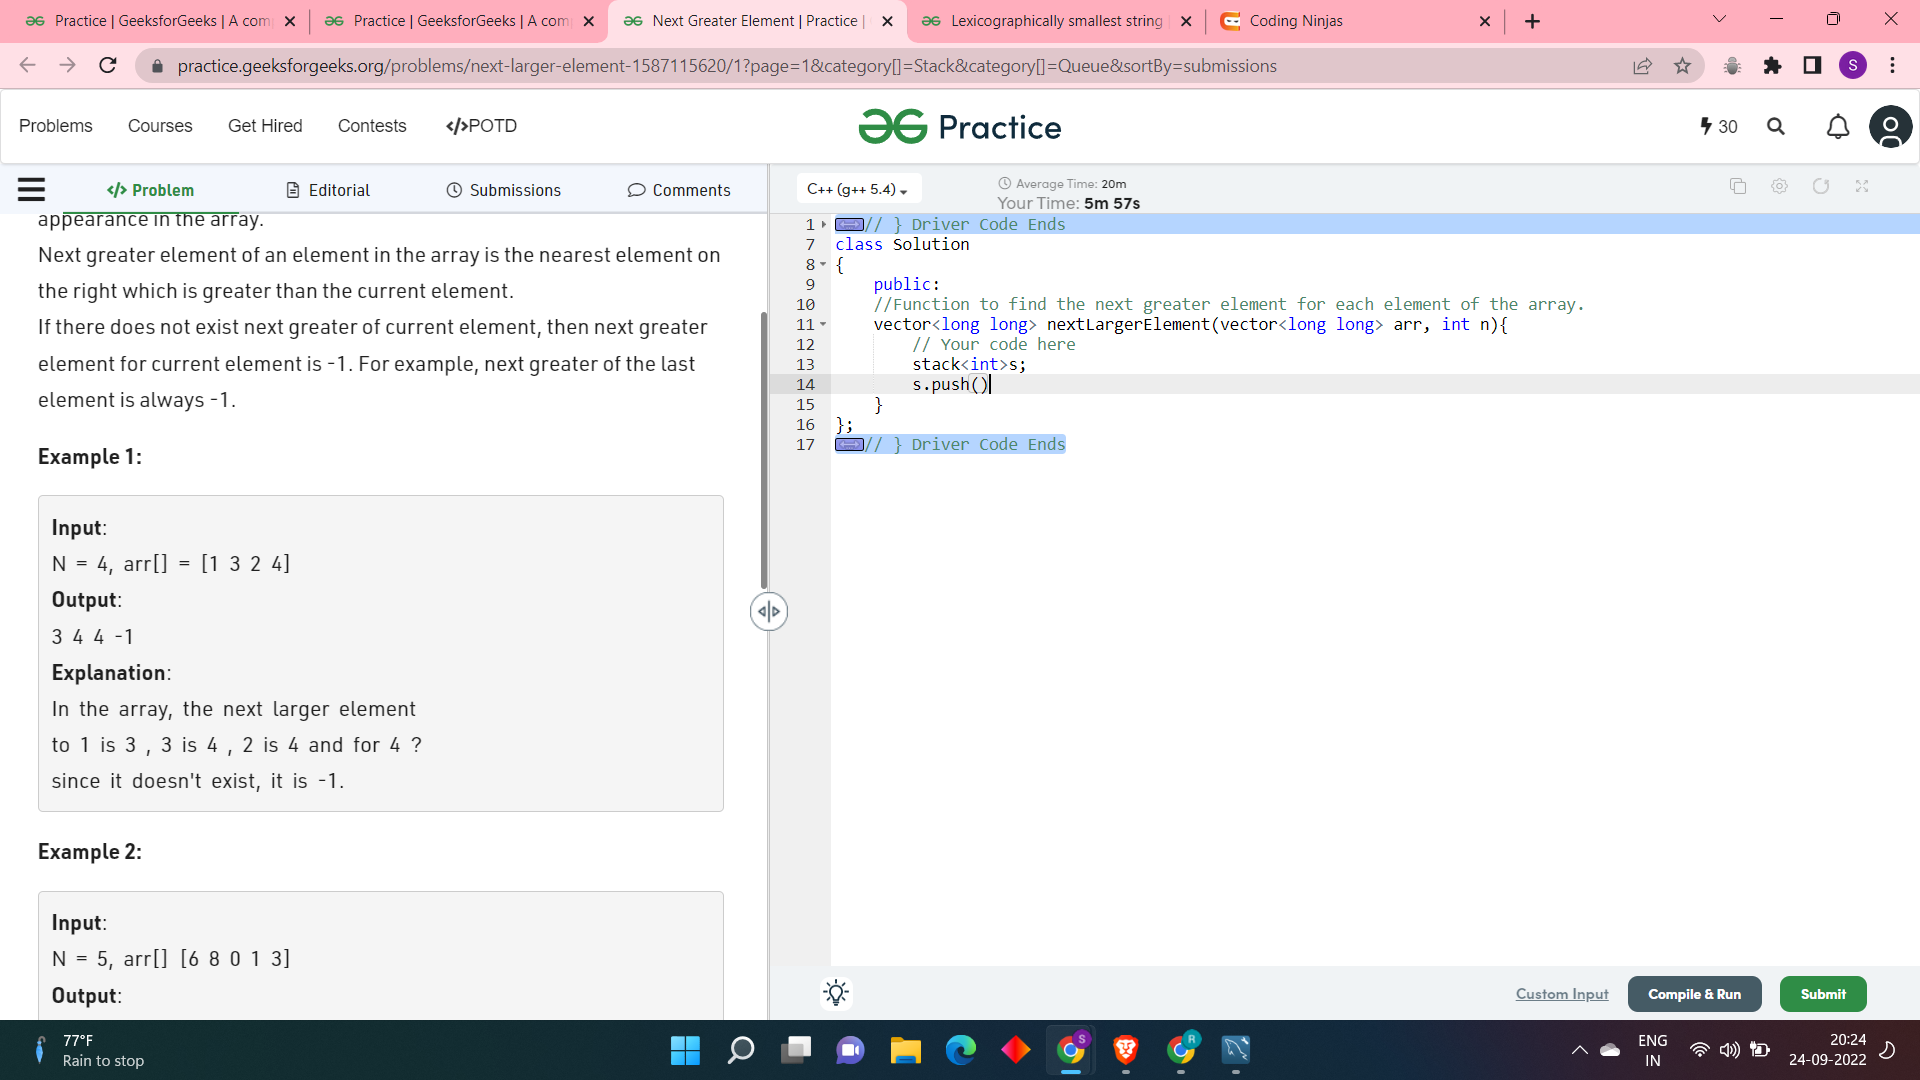 Practice | GeeksforGeeks | A com
Practice | GeeksforGeeks | A com
Next Greater Element | Practice |
Lexicographically smallest string
Coding Ninjas
practice.geeksforgeeks.org/problems/next-larger-element-1587115620/1?page=1&category[]=Stack&category[]=Queue&sortBy=submissions
S
Problems
Courses
Get Hired
Contests
</>POTD
Practice
30
</> Problem
Editorial
Submissions
Comments
C++ (g++ 5.4)
Average Time: 20m
Your Time: 5m 57s
appearance in the array.
Next greater element of an element in the array is the nearest element on
the right which is greater than the current element.
If there does not exist next greater of current element, then next greater
element for current element is -1. For example, next greater of the last
element is always -1.
Example 1:
Input:
N = 4, arr[] = [1 3 2 4]
Output:
3 4 4 -1
Explanation:
In the array, the next larger element
to 1 is 3 , 3 is 4 , 2 is 4 and for 4 ?
since it doesn't exist, it is -1.
Example 2:
Input:
N = 5, arr[] [6 8 0 1 3]
Output:
1 // } Driver Code Ends
7 class Solution
8 {
9 public:
10 //Function to find the next greater element for each element of the array.
11 vector<long long> nextLargerElement(vector<long long> arr, int n){
12 // Your code here
13 stack<int>s;
14 s.push()
15 }
16 };
17 // } Driver Code Ends
Custom Input
Compile & Run
Submit
77°F
Rain to stop
S
R
ENG
IN
20:24
24-09-2022